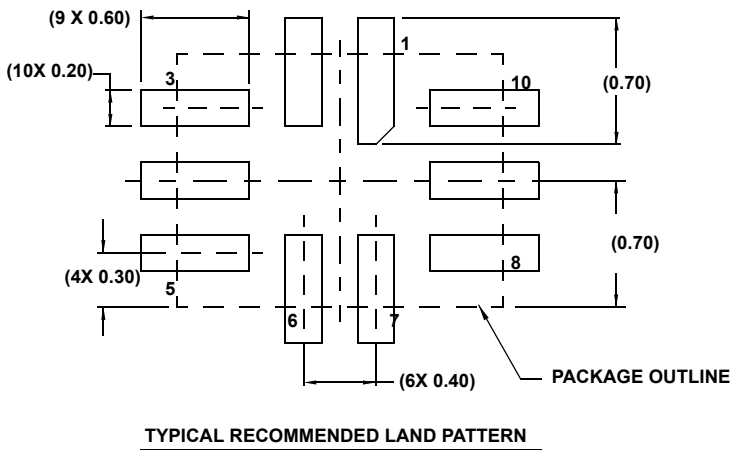 (9 X 0.60)
1
(10X 0.20)
3
10
(0.70)
(0.70)
(4X 0.30)
5
8
6
7
(6X 0.40)
PACKAGE OUTLINE
TYPICAL RECOMMENDED LAND PATTERN